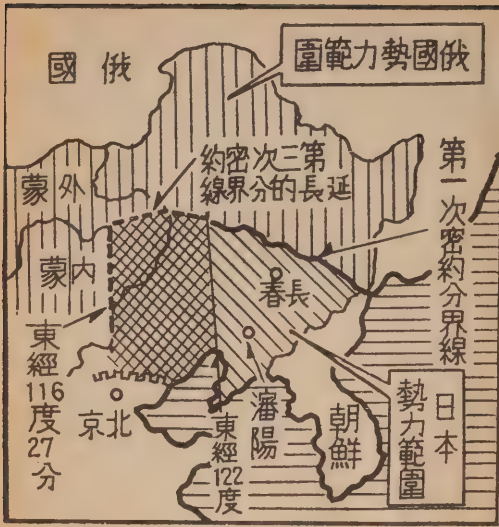 俄國勢力範圍
俄國
第三次密約
延長的分界線
第一次密約分界線
外蒙
內蒙
長春
瀋陽
北京
朝鮮
日本
勢力範圍
東經122度
東經116度27分